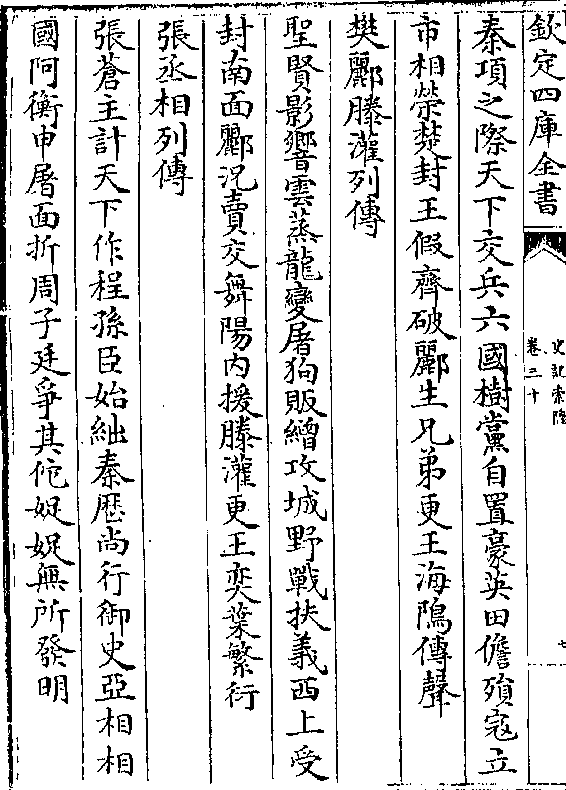 欽定四庫全書
史記索隱
卷三十
七
秦項之際天下交兵六國樹黨自置豪英田儋殞寇立
市相榮楚封王假齊破酈生兄弟更王海隝傳聲
樊酈滕灌列傳
聖賢影響雲蒸龍變屠狗販繒攻城野戰扶義西上受
封南面酈況賣交舞陽内援滕灌更王奕葉繁衍
張丞相列傳
張蒼主計天下作程孫臣始絀秦歷尚行御史亞相相
國阿衡申屠面折周子廷爭其佗娖娖無所發明